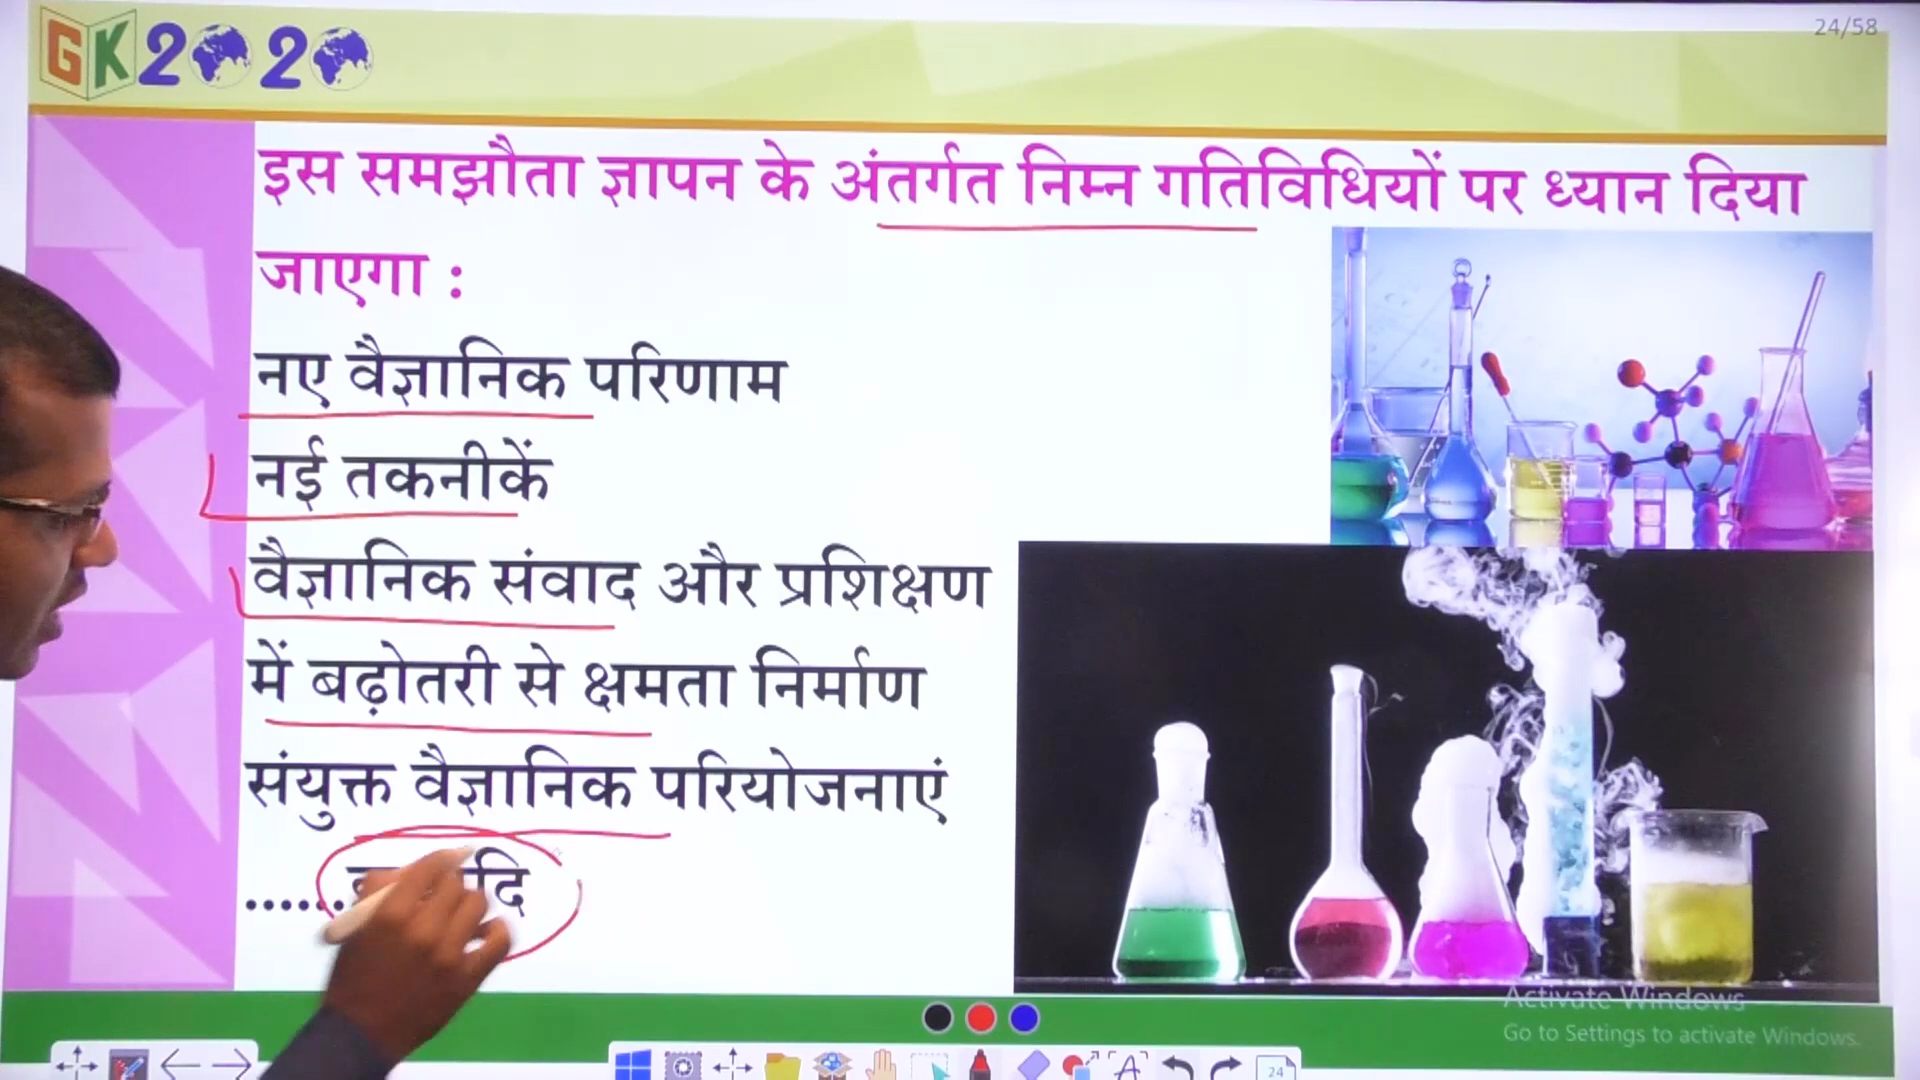 24/58
GK2020
इस समझौता ज्ञापन के अंतर्गत निम्न गतिविधियों पर ध्यान दिया
जाएगा :
नए वैज्ञानिक परिणाम
नई तकनीकें
वैज्ञानिक संवाद और प्रशिक्षण
में बढ़ोतरी से क्षमता निर्माण
संयुक्त वैज्ञानिक परियोजनाएं
......
Activate Windows
Go to Settings to activate Windows.
24